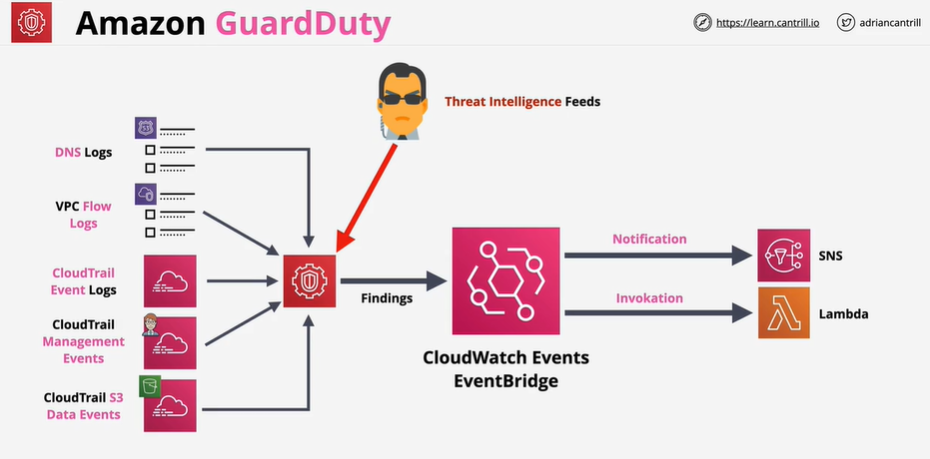 Amazon GuardDuty
https://learn.cantrill.io
adriancantrill
Threat Intelligence Feeds
DNS Logs
VPC Flow
Logs
CloudTrail
Event Logs
CloudTrail
Management
Events
CloudTrail S3
Data Events
Findings
CloudWatch Events
EventBridge
Notification
Invokation
SNS
Lambda